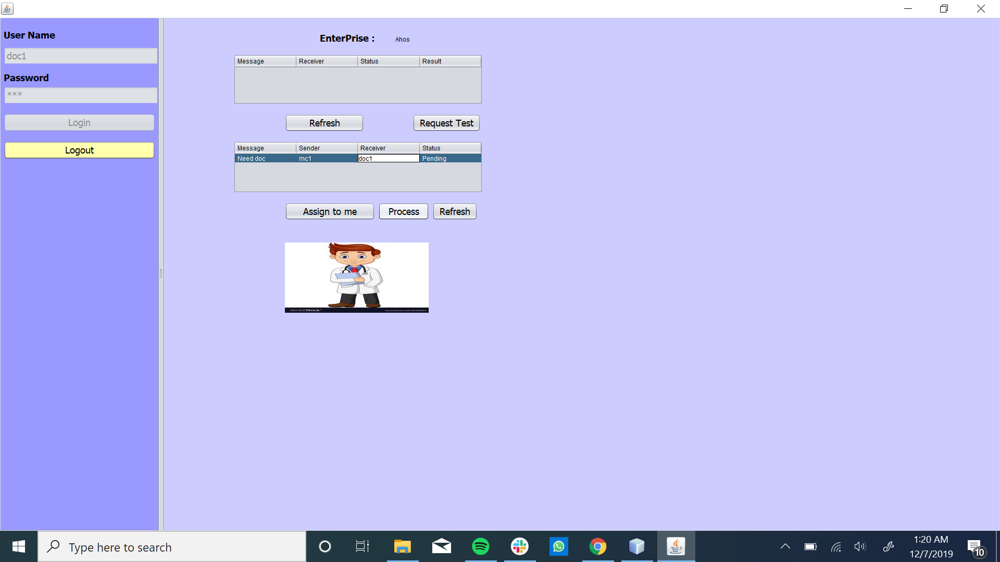 User Name
doc1
Password
***
Login
Logout
EnterPrise : Ahos
Message Receiver Status Result
Refresh Request Test
Message Sender Receiver Status
Need doc mc1 doc1 Pending
Assign to me Process Refresh
VectorStock
Type here to search
1:20 AM
12/7/2019
10